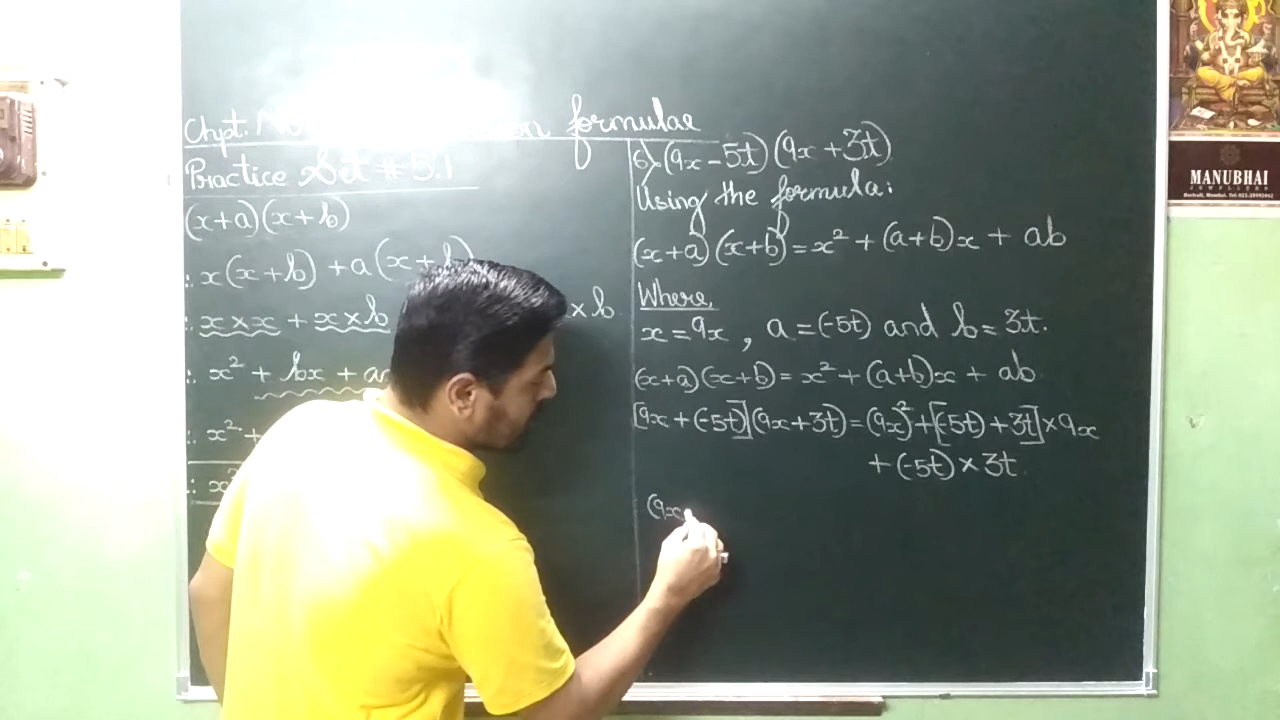 Chpt. No formulae
Practice Set # 5.1
(x+a)(x+b)
∴ x(x+b) + a(x+b)
∴ x×x + x×b ×b
∴ x² + bx + a
∴ x² +
∴ x²
6) (9x - 5t)(9x + 3t)
Using the formula:
(x+a)(x+b) = x² + (a+b)x + ab
Where,
x = 9x, a = (-5t) and b = 3t.
(x+a)(x+b) = x² + (a+b)x + ab
[9x + (-5t)](9x + 3t) = (9x)² + [(-5t) + 3t] × 9x
+ (-5t) × 3t
(9x
MANUBHAI
JEWELLERS